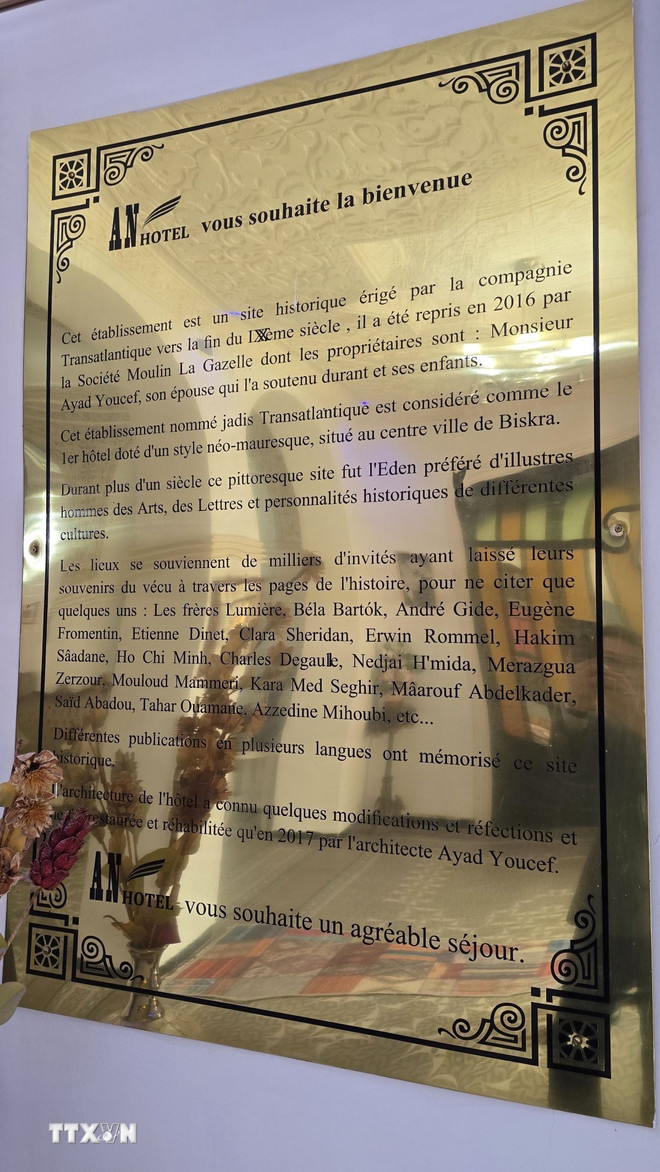 AN HOTEL vous souhaite la bienvenue
Cet établissement est un site historique érigé par la compagnie
Transatlantique vers la fin du IXXème siècle , il a été repris en 2016 par
la Société Moulin La Gazelle dont les propriétaires sont : Monsieur
Ayad Youcef, son épouse qui l'a soutenu durant et ses enfants.
Cet établissement nommé jadis Transatlantique est considéré comme le
1er hôtel doté d'un style néo-mauresque, situé au centre ville de Biskra.
Durant plus d'un siècle ce pittoresque site fut l'Eden préféré d'illustres
hommes des Arts, des Lettres et personnalités historiques de différentes
cultures.
Les lieux se souviennent de milliers d'invités ayant laissé leurs
souvenirs du vécu à travers les pages de l'histoire, pour ne citer que
quelques uns : Les frères Lumière, Béla Bartók, André Gide, Eugène
Fromentin, Etienne Dinet, Clara Sheridan, Erwin Rommel, Hakim
Sâadane, Ho Chi Minh, Charles Degaulle, Nedjai H'mida, Merazgua
Zerzour, Mouloud Mammeri, Kara Med Seghir, Mâarouf Abdelkader,
Saïd Abadou, Tahar Ouamane, Azzedine Mihoubi, etc...
Différentes publications en plusieurs langues ont mémorisé ce site
historique.
L'architecture de l'hôtel a connu quelques modifications et réfections et
restaurée et réhabilitée qu'en 2017 par l'architecte Ayad Youcef.
AN HOTEL vous souhaite un agréable séjour.
TTXVN